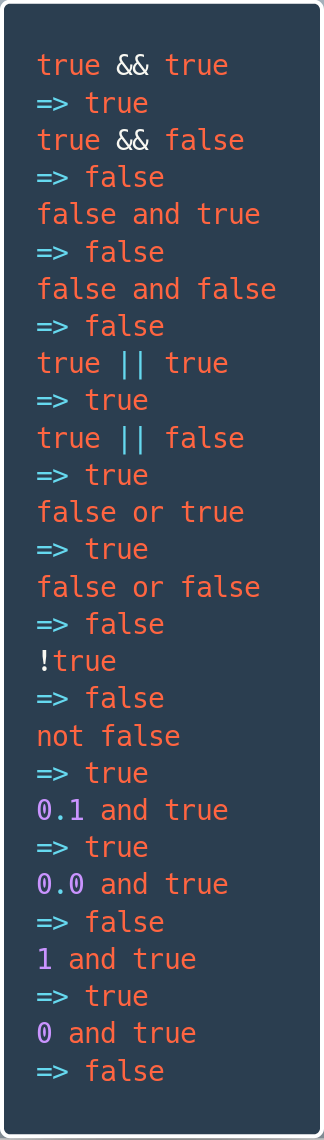 true && true
=> true
true && false
=> false
false and true
=> false
false and false
=> false
true || true
=> true
true || false
=> true
false or true
=> true
false or false
=> false
!true
=> false
not false
=> true
0.1 and true
=> true
0.0 and true
=> false
1 and true
=> true
0 and true
=> false